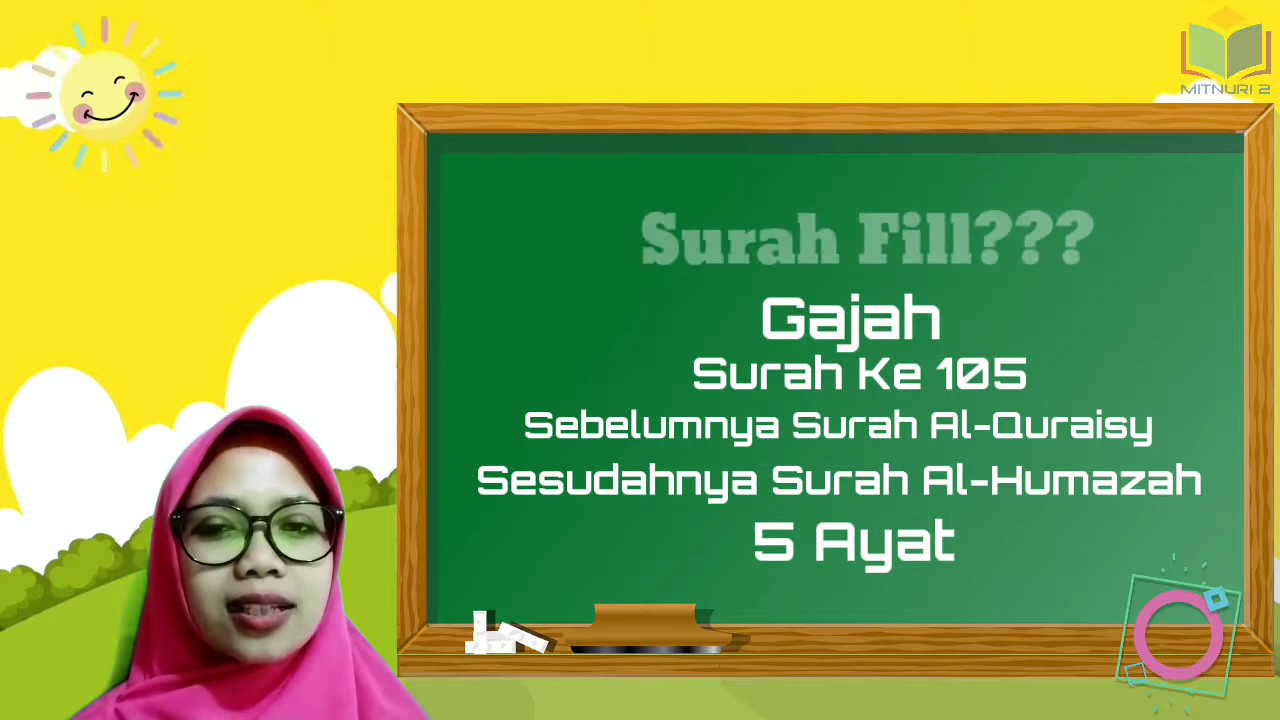 MITNURI 2
Surah Fill???
Gajah
Surah Ke 105
Sebelumnya Surah Al-Quraisy
Sesudahnya Surah Al-Humazah
5 Ayat